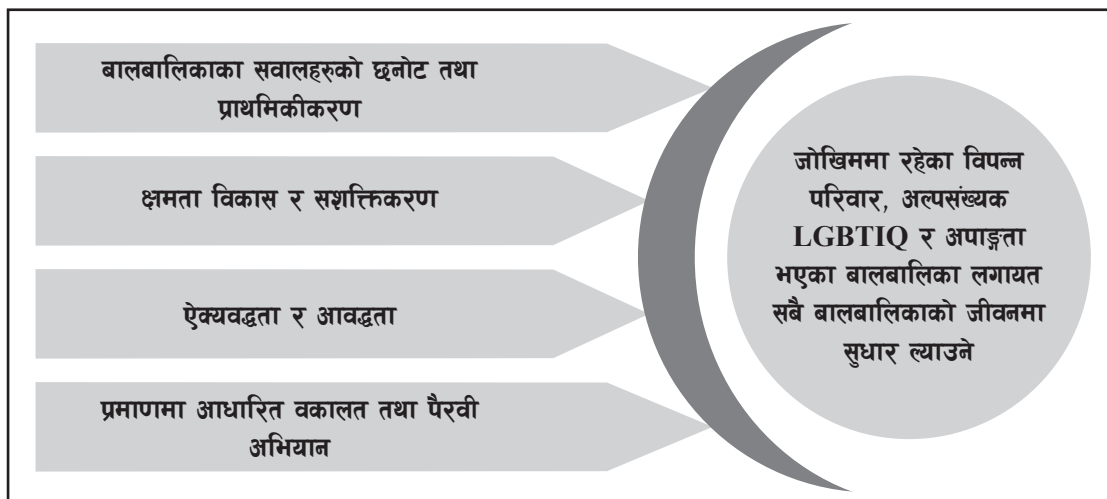 बालबालिकाका सवालहरुको छनोट तथा
प्राथमिकीकरण
क्षमता विकास र सशक्तिकरण
ऐक्यवद्धता र आवद्धता
प्रमाणमा आधारित वकालत तथा पैरवी
अभियान
जोखिममा रहेका विपन्न
परिवार, अल्पसंख्यक
LGBTIQ र अपाङ्गता
भएका बालबालिका लगायत
सबै बालबालिकाको जीवनमा
सुधार ल्याउने